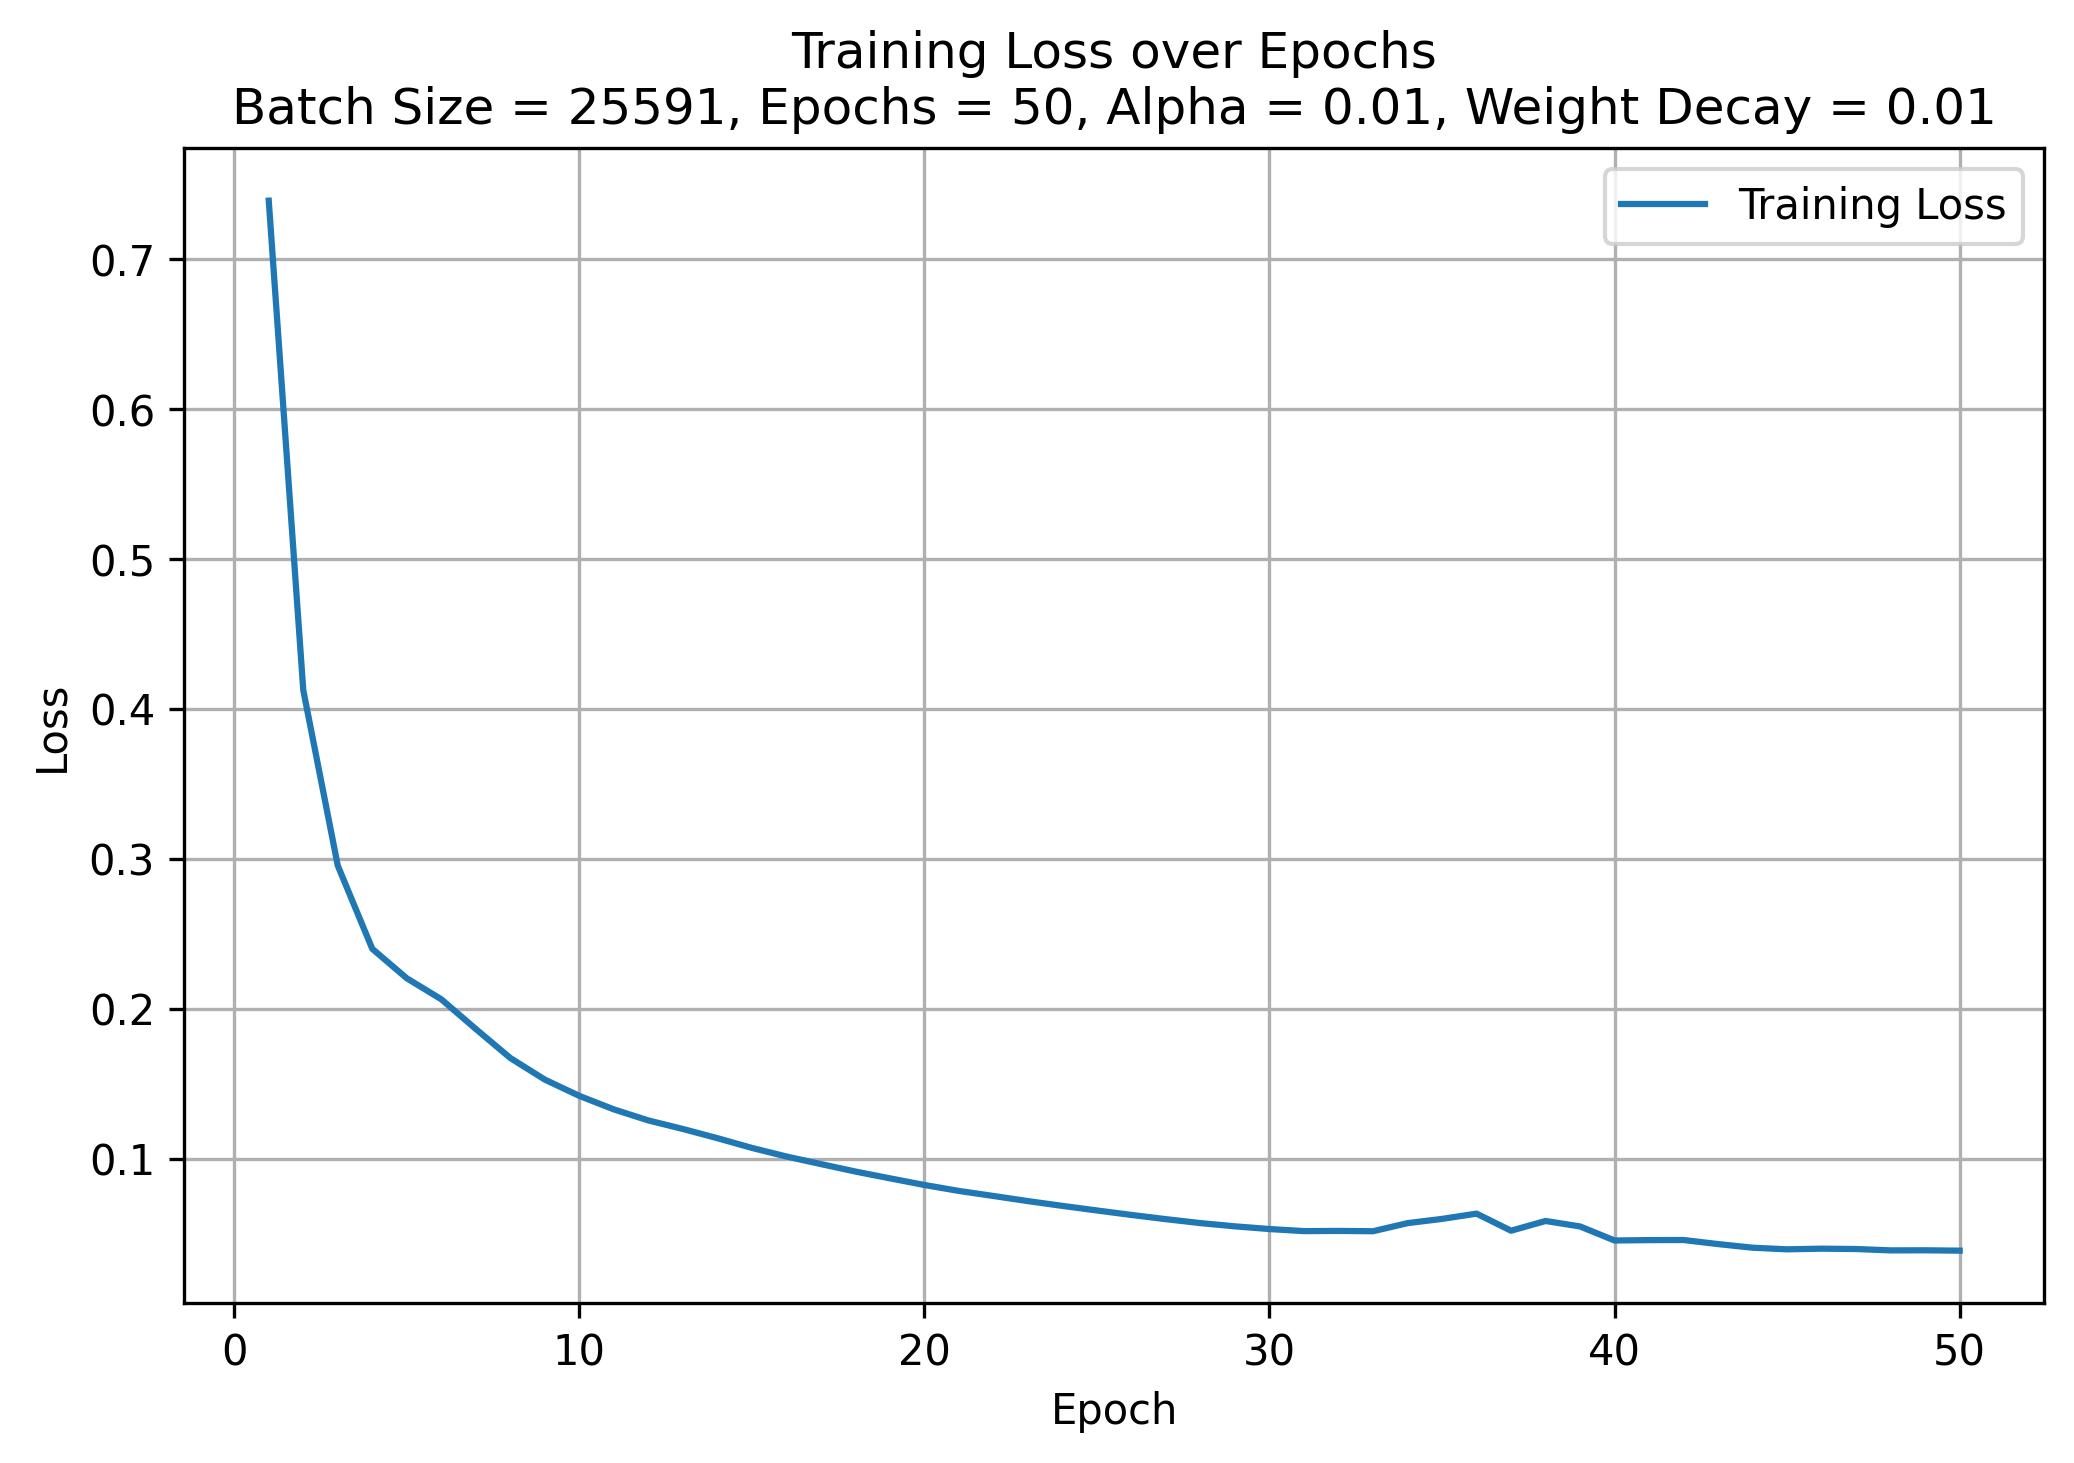 Training Loss over Epochs
Batch Size = 25591, Epochs = 50, Alpha = 0.01, Weight Decay = 0.01
Training Loss
0.7
0.6
0.5
0.4
0.3
0.2
0.1
Loss
0 10 20 30 40 50
Epoch